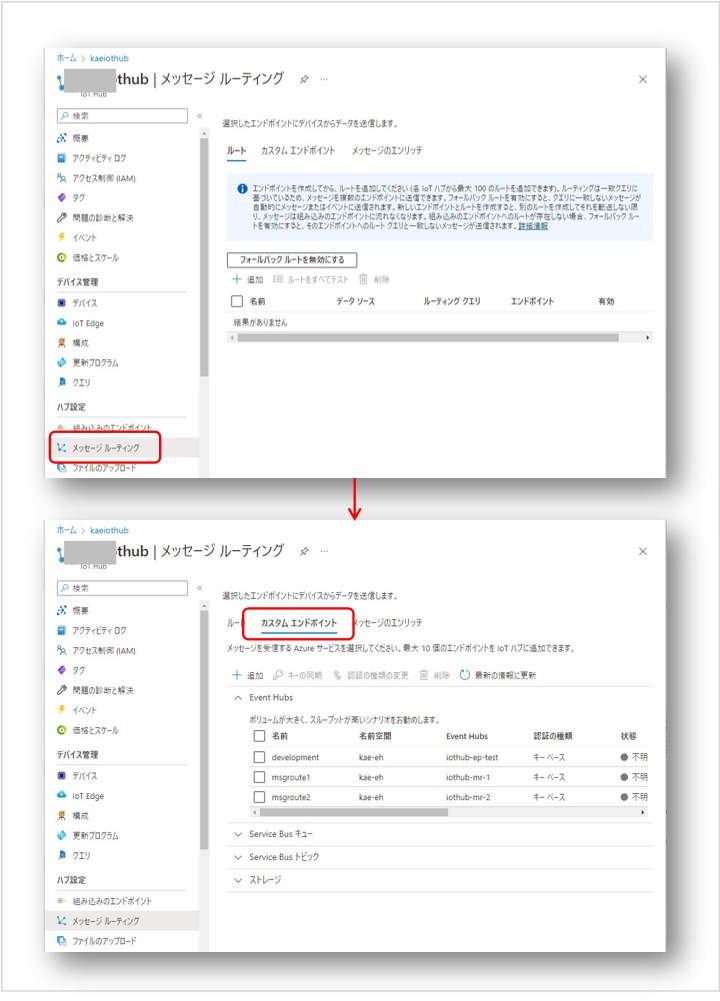 ホーム > kaeiothub
thub | メッセージ ルーティング ...
IoT Hub
検索 «
概要
アクティビティ ログ
アクセス制御 (IAM)
タグ
問題の診断と解決
イベント
価格とスケール
デバイス管理
デバイス
IoT Edge
構成
更新プログラム
クエリ
ハブ設定
組み込みのエンドポイント
メッセージ ルーティング
ファイルのアップロード
選択したエンドポイントにデバイスからデータを送信します。
ルート カスタム エンドポイント メッセージのエンリッチ
エンドポイントを作成してから、ルートを追加してください (各 IoT ハブから最大 100 のルートを追加できます)。ルーティングは一致クエリに
基づいているため、メッセージを複数のエンドポイントに送信できます。フォールバック ルートを有効にすると、クエリに一致しないメッセージが
自動的にメッセージまたはイベントに送信されます。新しいエンドポイントとルートを作成すると、別のルートを作成してそれを転送しない限
り、メッセージは組み込みのエンドポイントに流れなくなります。組み込みのエンドポイントへのルートが存在しない場合、フォールバック ルー
トを有効にすると、そのエンドポイントへのルート クエリと一致しないメッセージが送信されます。詳細情報
フォールバック ルートを無効にする
追加 ルートをすべてテスト 削除
名前 データ ソース ルーティング クエリ エンドポイント 有効
結果がありません
ホーム > kaeiothub
thub | メッセージ ルーティング ...
IoT Hub
検索 «
概要
アクティビティ ログ
アクセス制御 (IAM)
タグ
問題の診断と解決
イベント
価格とスケール
デバイス管理
デバイス
IoT Edge
構成
更新プログラム
クエリ
ハブ設定
組み込みのエンドポイント
メッセージ ルーティング
ファイルのアップロード
選択したエンドポイントにデバイスからデータを送信します。
ルート カスタム エンドポイント メッセージのエンリッチ
メッセージを受信する Azure サービスを選択してください。最大 10 個のエンドポイントを IoT ハブに追加できます。
追加 キーの同期 認証の種類の変更 削除 最新の情報に更新
Event Hubs
ボリュームが大きく、スループットが高いシナリオをお勧めします。
名前 名前空間 Event Hubs 認証の種類 状態
development kae-eh iothub-ep-test キー ベース 不明
msgroute1 kae-eh iothub-mr-1 キー ベース 不明
msgroute2 kae-eh iothub-mr-2 キー ベース 不明
Service Bus キュー
Service Bus トピック
ストレージ